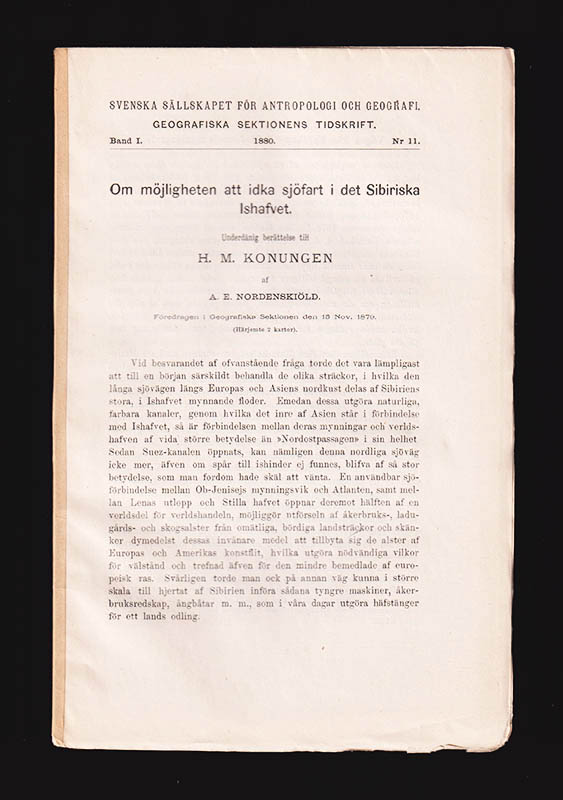 SVENSKA SÄLLSKAPET FÖR ANTROPOLOGI OCH GEOGRAFI.
GEOGRAFISKA SEKTIONENS TIDSKRIFT.
Band I. 1880. Nr 11.
Om möjligheten att idka sjöfart i det Sibiriska
Ishafvet.
Underdånig berättelse till
H. M. KONUNGEN
af
A. E. NORDENSKIÖLD.
Föredragen i Geografiska Sektionen den 15 Nov. 1879.
(Härjemte 2 kartor).
Vid besvarandet af ofvanstående fråga torde det vara lämpligast
att till en början särskildt behandla de olika sträckor, i hvilka den
långa sjövägen längs Europas och Asiens nordkust delas af Sibiriens
stora, i Ishafvet mynnande floder. Emedan dessa utgöra naturliga,
farbara kanaler, genom hvilka det inre af Asien står i förbindelse
med Ishafvet, så är förbindelsen mellan deras mynningar och verlds-
hafven af vida större betydelse än »Nordostpassagen» i sin helhet
Sedan Suez-kanalen öppnats, kan nämligen denna nordliga sjöväg
icke mer, äfven om spår till ishinder ej funnes, blifva af så stor
betydelse, som man fordom hade skäl att vänta. En användbar sjö-
förbindelse mellan Ob-Jenisejs mynningsvik och Atlanten, samt mel-
lan Lenas utlopp och Stilla hafvet öppnar deremot hälften af en
verldsdel för verldshandeln, möjliggör utförseln af åkerbruks-, ladu-
gårds- och skogsalster från omätliga, bördiga landsträckor och skän-
ker dymedelst dessas invånare medel att tillbyta sig de alster af
Europas och Amerikas konstflit, hvilka utgöra nödvändiga vilkor
för välstånd och trefnad äfven för den mindre bemedlade af euro-
peisk ras. Svårligen torde man ock på annan väg kunna i större
skala till hjertat af Sibirien införa sådana tyngre maskiner, åker-
bruksredskap, ångbåtar m. m., som i våra dagar utgöra häfstänger
för ett lands odling.